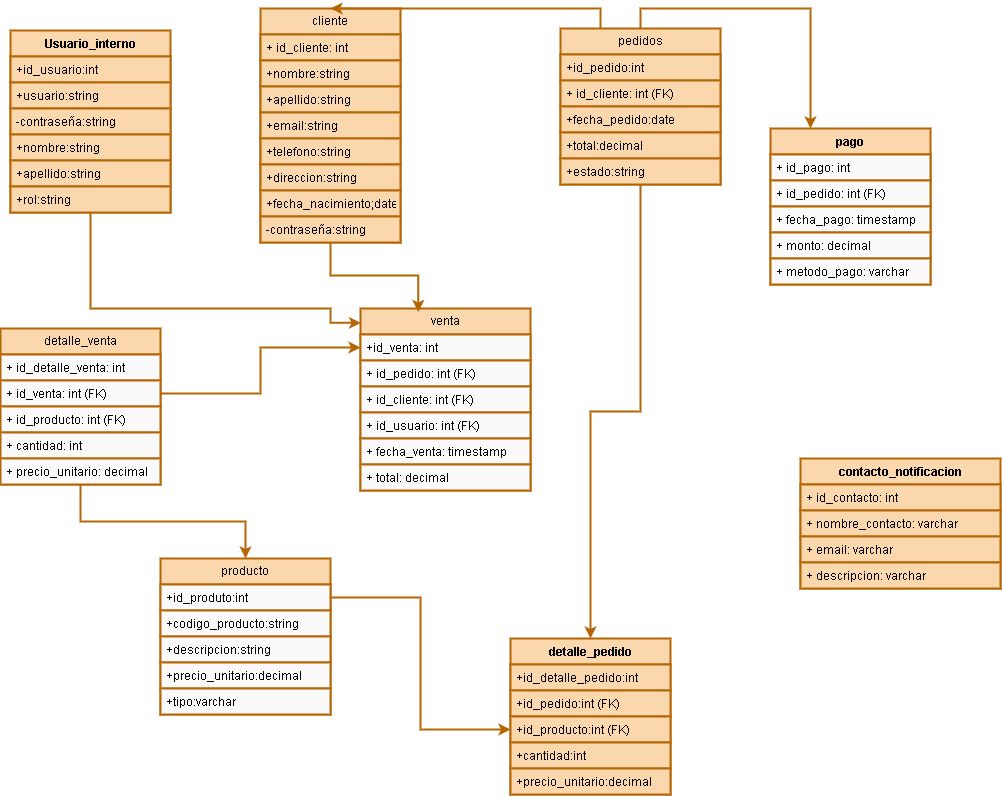 Usuario_interno
+id_usuario:int
+usuario:string
-contraseña:string
+nombre:string
+apellido:string
+rol:string
cliente
+ id_cliente: int
+nombre:string
+apellido:string
+email:string
+telefono:string
+direccion:string
+fecha_nacimiento;date
-contraseña:string
pedidos
+id_pedido:int
+ id_cliente: int (FK)
+fecha_pedido:date
+total:decimal
+estado:string
pago
+ id_pago: int
+ id_pedido: int (FK)
+ fecha_pago: timestamp
+ monto: decimal
+ metodo_pago: varchar
detalle_venta
+ id_detalle_venta: int
+ id_venta: int (FK)
+ id_producto: int (FK)
+ cantidad: int
+ precio_unitario: decimal
venta
+id_venta: int
+ id_pedido: int (FK)
+ id_cliente: int (FK)
+ id_usuario: int (FK)
+ fecha_venta: timestamp
+ total: decimal
contacto_notificacion
+ id_contacto: int
+ nombre_contacto: varchar
+ email: varchar
+ descripcion: varchar
producto
+id_produto:int
+codigo_producto:string
+descripcion:string
+precio_unitario:decimal
+tipo:varchar
detalle_pedido
+id_detalle_pedido:int
+id_pedido:int (FK)
+id_producto:int (FK)
+cantidad:int
+precio_unitario:decimal